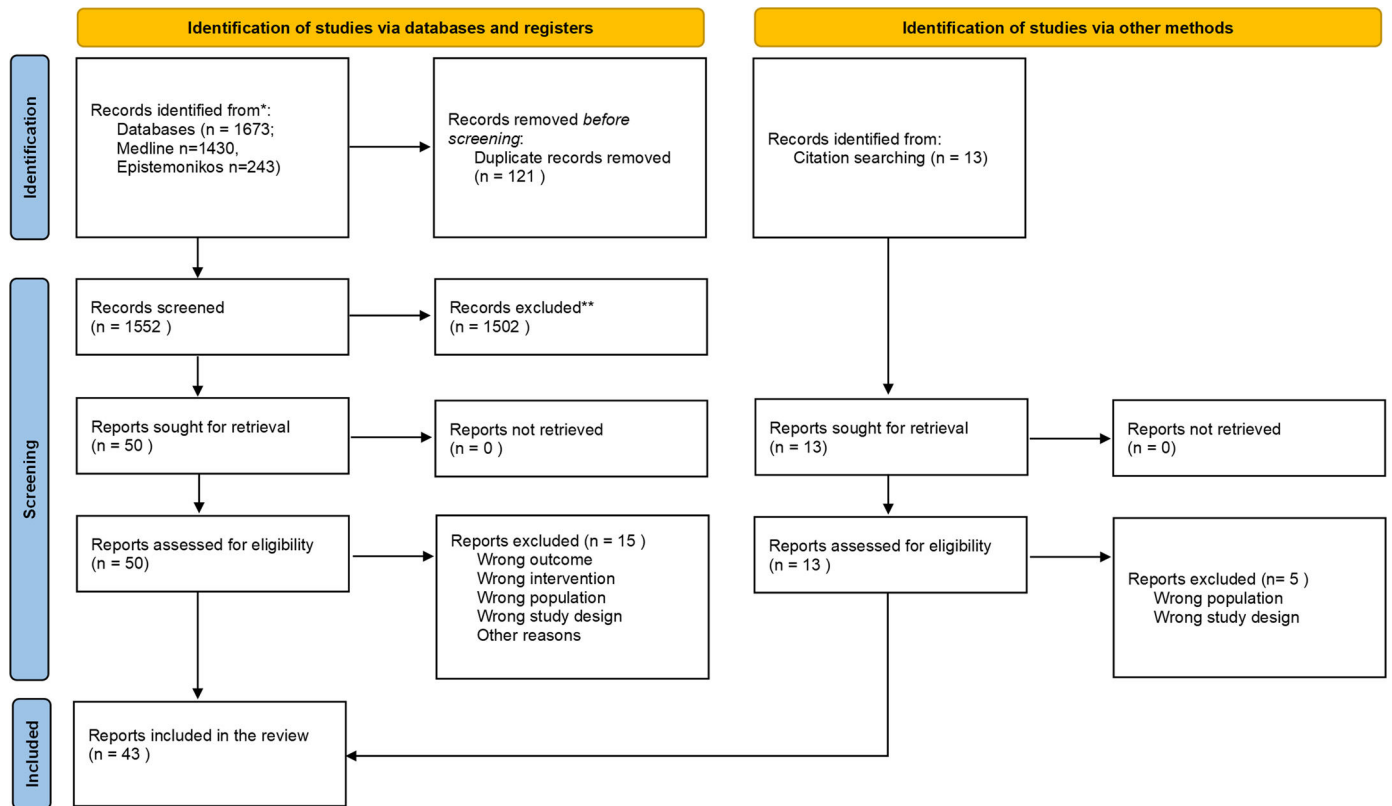 Identification of studies via databases and registers
Identification of studies via other methods
Identification
Records identified from*:
Databases (n = 1673;
Medline n=1430,
Epistemonikos n=243)
Records removed before
screening:
Duplicate records removed
(n = 121 )
Records identified from:
Citation searching (n = 13)
Screening
Records screened
(n = 1552 )
Records excluded**
(n = 1502 )
Reports sought for retrieval
(n = 50 )
Reports not retrieved
(n = 0 )
Reports sought for retrieval
(n = 13)
Reports not retrieved
(n = 0)
Reports assessed for eligibility
(n = 50)
Reports excluded (n = 15 )
Wrong outcome
Wrong intervention
Wrong population
Wrong study design
Other reasons
Reports assessed for eligibility
(n = 13 )
Reports excluded (n= 5 )
Wrong population
Wrong study design
Included
Reports included in the review
(n = 43 )